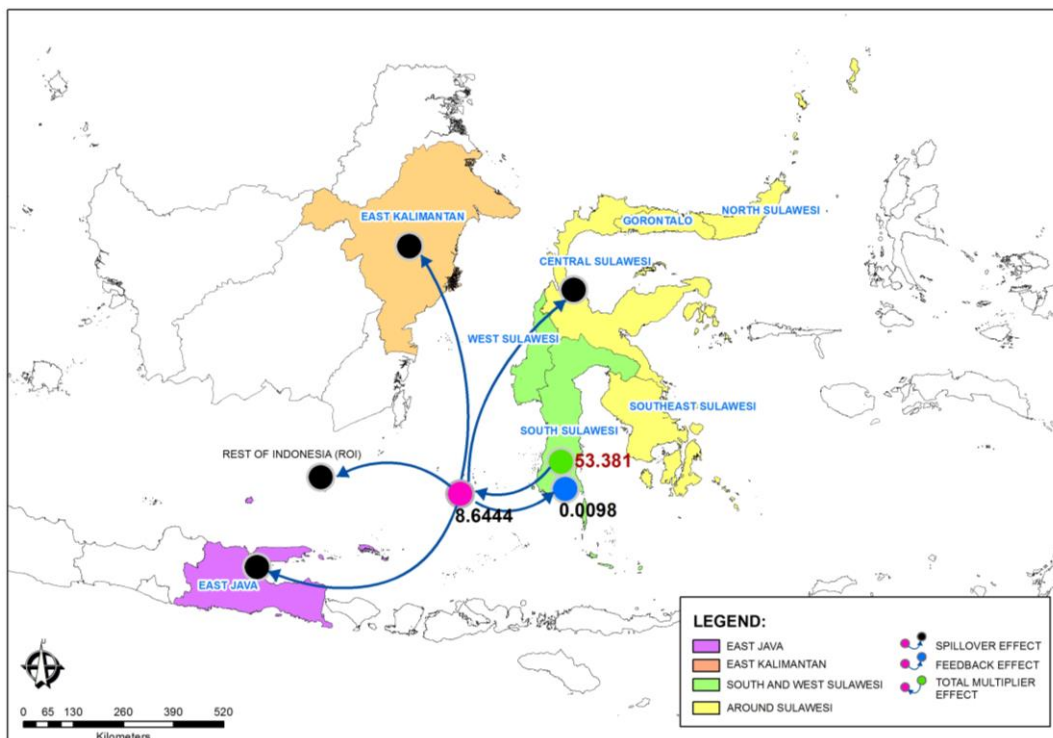 EAST KALIMANTAN
GORONTALO
NORTH SULAWESI
CENTRAL SULAWESI
WEST SULAWESI
SOUTHEAST SULAWESI
SOUTH SULAWESI
REST OF INDONESIA (ROI)
53.381
8.6444
0.0098
EAST JAVA
LEGEND:
EAST JAVA
EAST KALIMANTAN
SOUTH AND WEST SULAWESI
AROUND SULAWESI
SPILLOVER EFFECT
FEEDBACK EFFECT
TOTAL MULTIPLIER
EFFECT
0 65 130 260 390 520
Kilometers